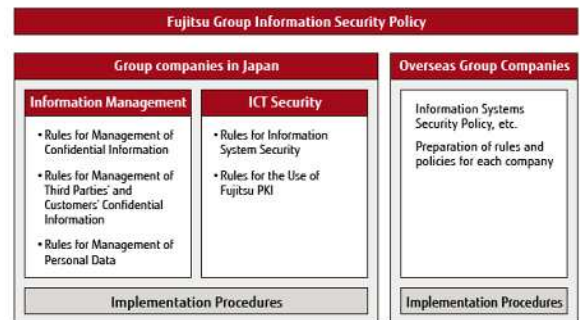 Fujitsu Group Information Security Policy
Group companies in Japan
Information Management
• Rules for Management of
Confidential Information
• Rules for Management of
Third Parties' and
Customers' Confidential
Information
• Rules for Management of
Personal Data
ICT Security
• Rules for Information
System Security
• Rules for the Use of
Fujitsu PKI
Implementation Procedures
Overseas Group Companies
Information Systems
Security Policy, etc.
Preparation of rules and
policies for each company
Implementation Procedures